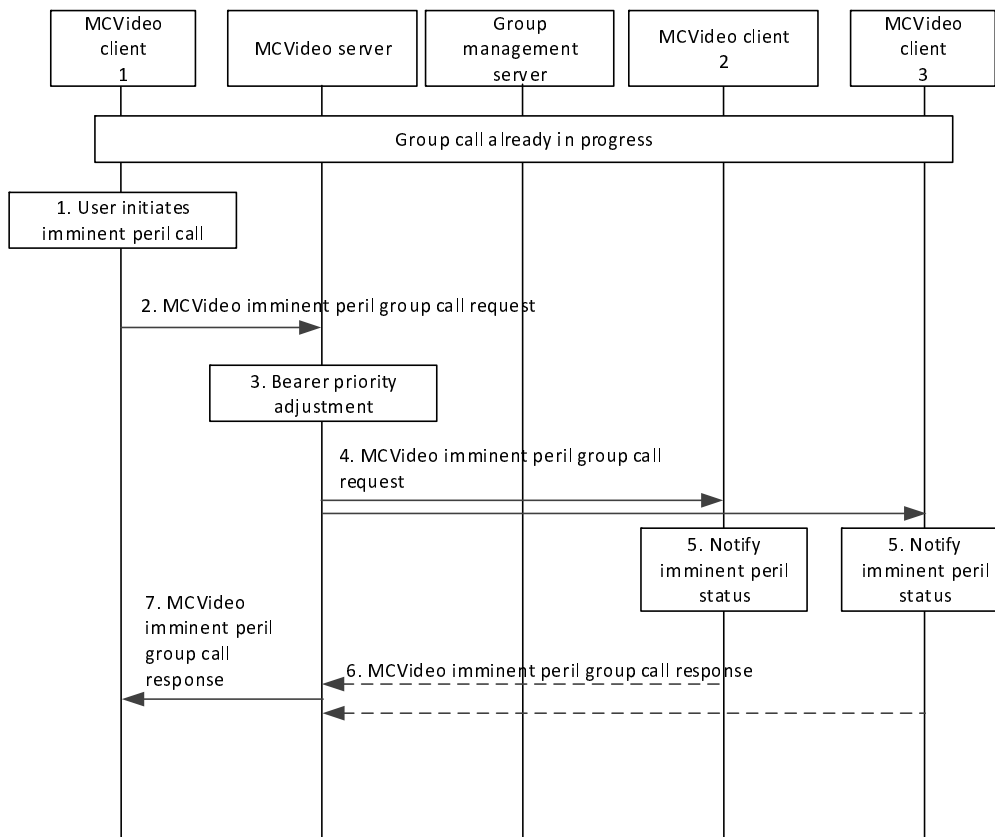 MCVideo
client
1
MCVideo server
Group
management
server
MCVideo client
2
MCVideo
client
3
Group call already in progress
1. User initiates
imminent peril call
2. MCVideo imminent peril group call request
3. Bearer priority
adjustment
4. MCVideo imminent peril group call
request
5. Notify
imminent peril
status
5. Notify
imminent peril
status
7. MCVideo
imminent peril
group call
response
6. MCVideo imminent peril group call response